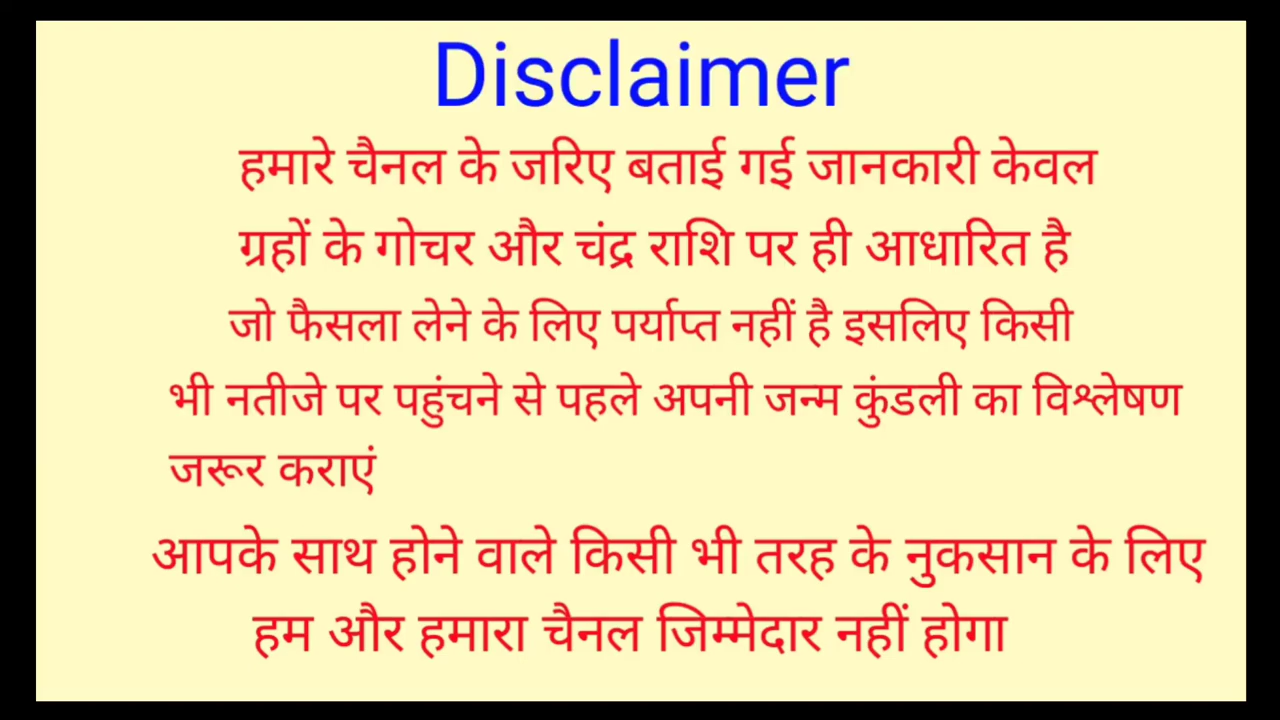 Disclaimer
हमारे चैनल के जरिए बताई गई जानकारी केवल
ग्रहों के गोचर और चंद्र राशि पर ही आधारित है
जो फैसला लेने के लिए पर्याप्त नहीं है इसलिए किसी
भी नतीजे पर पहुंचने से पहले अपनी जन्म कुंडली का विश्लेषण
जरूर कराएं
आपके साथ होने वाले किसी भी तरह के नुकसान के लिए
हम और हमारा चैनल जिम्मेदार नहीं होगा